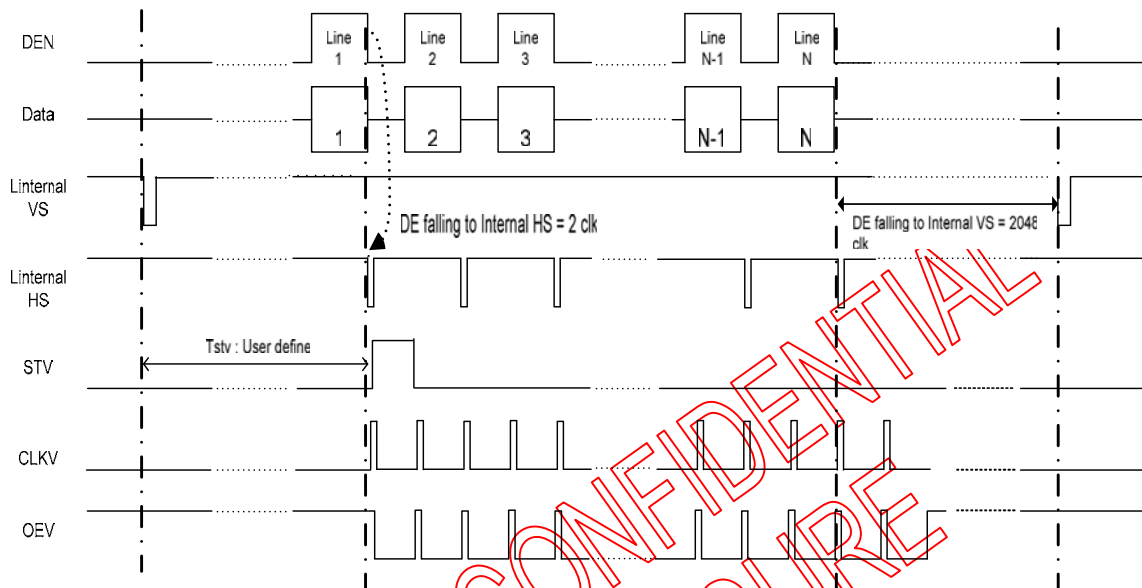 DEN
Line
1
Line
2
Line
3
Line
N-1
Line
N
Data
1
2
3
N-1
N
Linternal
VS
DE falling to Internal HS = 2 clk
DE falling to Internal VS = 2048
clk
Linternal
HS
Tstv : User define
STV
CLKV
OEV
CONFIDENTIAL
URE